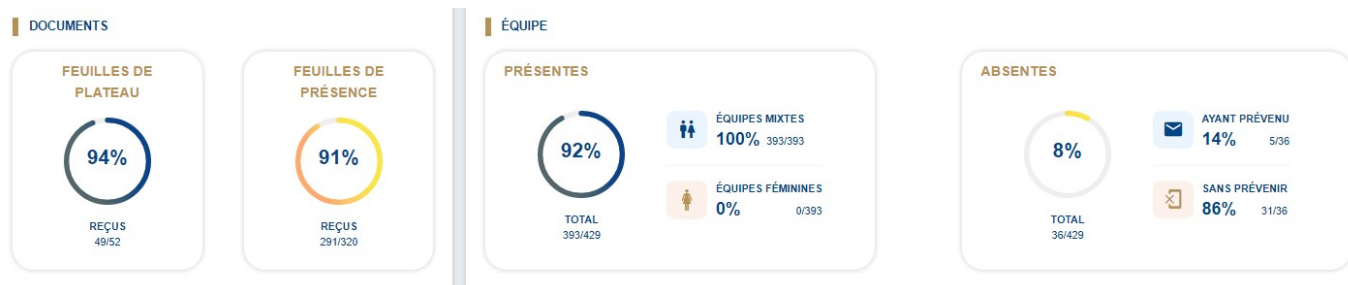 DOCUMENTS
FEUILLES DE
PLATEAU
94%
REÇUS
49/52
FEUILLES DE
PRÉSENCE
91%
REÇUS
291/320
ÉQUIPE
PRÉSENTES
92%
TOTAL
393/429
ÉQUIPES MIXTES
100% 393/393
ÉQUIPES FÉMININES
0% 0/393
ABSENTES
8%
TOTAL
36/429
AYANT PRÉVENU
14% 5/36
SANS PRÉVENIR
86% 31/36